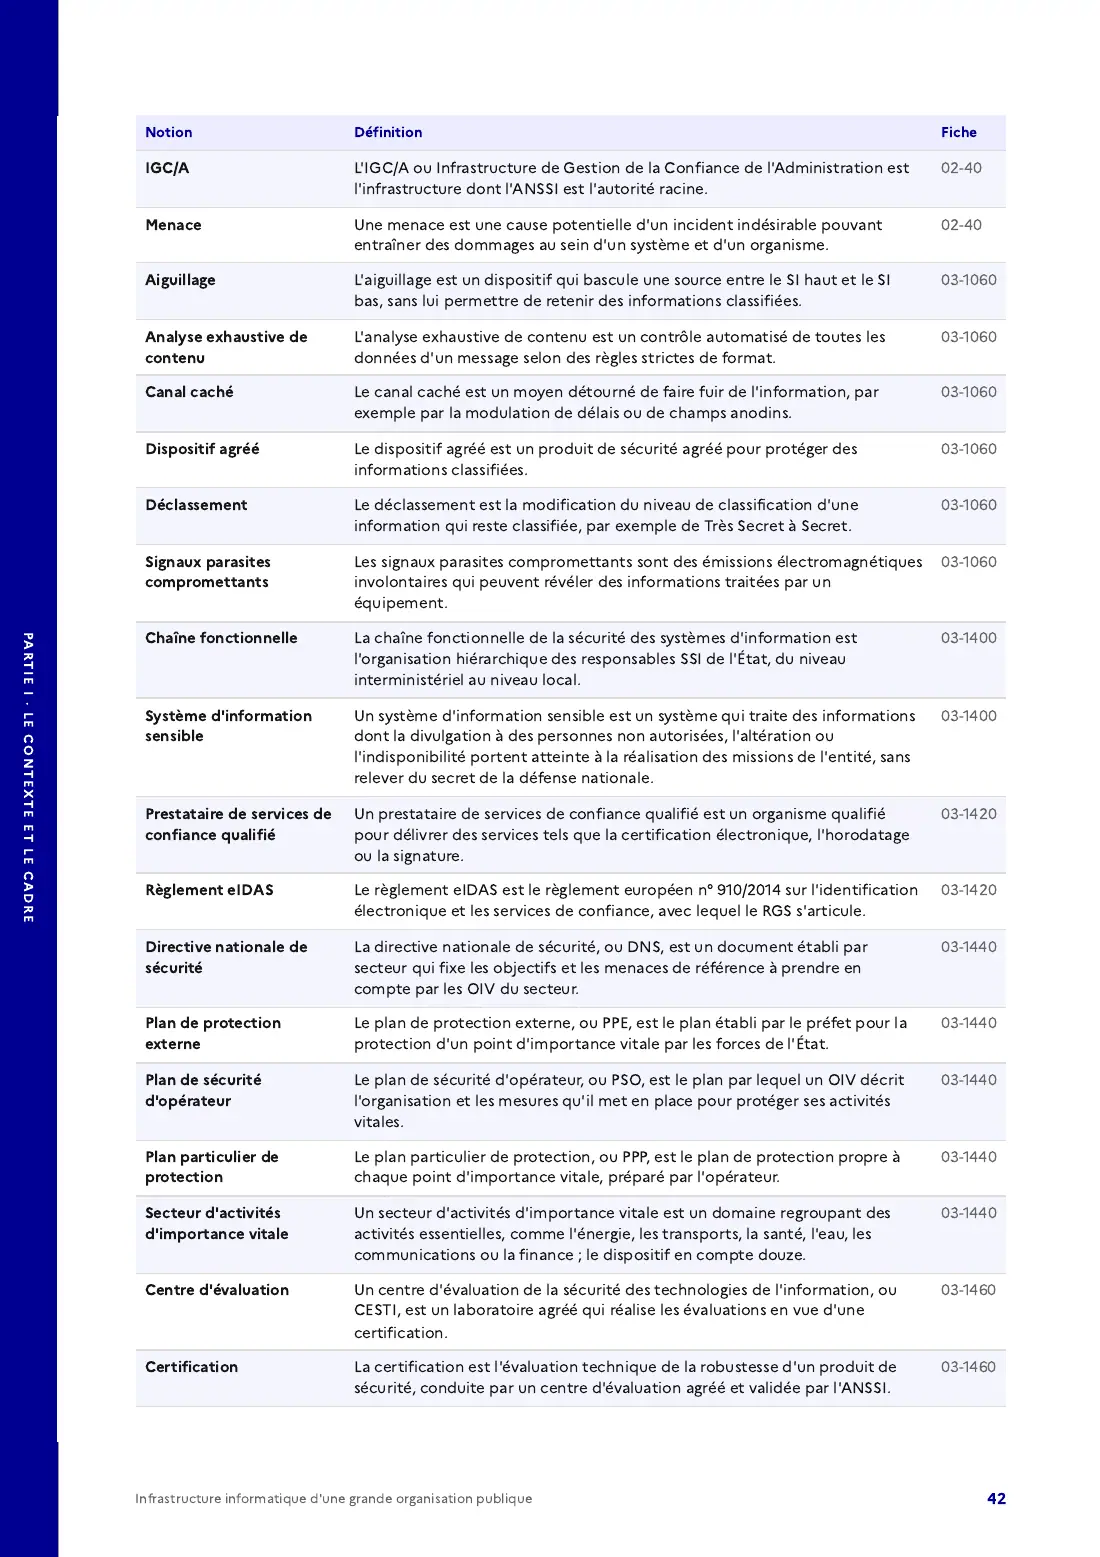 Notion Définition Fiche
IGC/A L'IGC/A ou Infrastructure de Gestion de la Confiance de l'Administration est 02-40
l'infrastructure dont l'ANSSI est l'autorité racine.
Menace Une menace est une cause potentielle d'un incident indésirable pouvant 02-40
entraîner des dommages au sein d'un système et d'un organisme.
Aiguillage L'aiguillage est un dispositif qui bascule une source entre le SI haut et le SI 03-1060
bas, sans lui permettre de retenir des informations classifiées.
Analyse exhaustive de L'analyse exhaustive de contenu est un contrôle automatisé de toutes les 03-1060
contenu données d'un message selon des règles strictes de format.
Canal caché Le canal caché est un moyen détourné de faire fuir de l'information, par 03-1060
exemple par la modulation de délais ou de champs anodins.
Dispositif agréé Le dispositif agréé est un produit de sécurité agréé pour protéger des 03-1060
informations classifiées.
Déclassement Le déclassement est la modification du niveau de classification d'une 03-1060
information qui reste classifiée, par exemple de Très Secret à Secret.
Signaux parasites Les signaux parasites compromettants sont des émissions électromagnétiques 03-1060
compromettants involontaires qui peuvent révéler des informations traitées par un
équipement.
Chaîne fonctionnelle La chaîne fonctionnelle de la sécurité des systèmes d'information est 03-1400
l'organisation hiérarchique des responsables SSI de l'État, du niveau
interministériel au niveau local.
Système d'information Un système d'information sensible est un système qui traite des informations 03-1400
sensible dont la divulgation à des personnes non autorisées, l'altération ou
l'indisponibilité portent atteinte à la réalisation des missions de l'entité, sans
relever du secret de la défense nationale.
Prestataire de services de Un prestataire de services de confiance qualifié est un organisme qualifié 03-1420
confiance qualifié pour délivrer des services tels que la certification électronique, l'horodatage
ou la signature.
Règlement eIDAS Le règlement eIDAS est le règlement européen n° 910/2014 sur l'identification 03-1420
électronique et les services de confiance, avec lequel le RGS s'articule.
Directive nationale de La directive nationale de sécurité, ou DNS, est un document établi par 03-1440
sécurité secteur qui fixe les objectifs et les menaces de référence à prendre en
compte par les OIV du secteur.
Plan de protection Le plan de protection externe, ou PPE, est le plan établi par le préfet pour la 03-1440
externe protection d'un point d'importance vitale par les forces de l'État.
Plan de sécurité Le plan de sécurité d'opérateur, ou PSO, est le plan par lequel un OIV décrit 03-1440
d'opérateur l'organisation et les mesures qu'il met en place pour protéger ses activités
vitales.
Plan particulier de Le plan particulier de protection, ou PPP, est le plan de protection propre à 03-1440
protection chaque point d'importance vitale, préparé par l'opérateur.
Secteur d'activités Un secteur d'activités d'importance vitale est un domaine regroupant des 03-1440
d'importance vitale activités essentielles, comme l'énergie, les transports, la santé, l'eau, les
communications ou la finance ; le dispositif en compte douze.
Centre d'évaluation Un centre d'évaluation de la sécurité des technologies de l'information, ou 03-1460
CESTI, est un laboratoire agréé qui réalise les évaluations en vue d'une
certification.
Certification La certification est l'évaluation technique de la robustesse d'un produit de 03-1460
sécurité, conduite par un centre d'évaluation agréé et validée par l'ANSSI.
PARTIE I · LE CONTEXTE ET LE CADRE
Infrastructure informatique d'une grande organisation publique 42